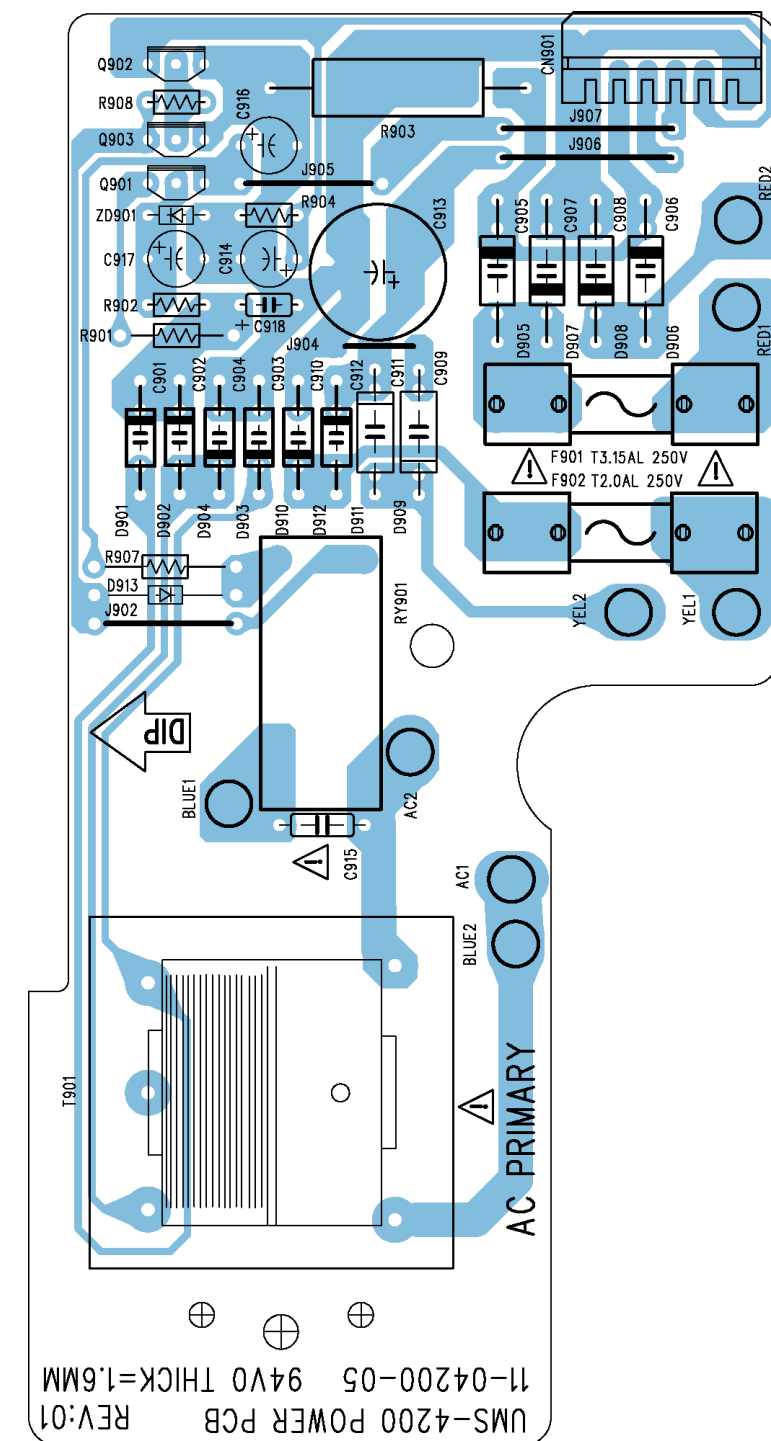 Q902
CN901
R908
C916
J907
R903
Q903
J906
Q901
J905
RED2
R904
ZD901
C913
C905
C907
C908
C906
C917
C914
R902
C918
R901
J904
D905
D907
D908
D906
RED1
C901
C902
C904
C903
C910
C912
C911
C909
F901 T3.15AL 250V
F902 T2.0AL 250V
D901
D902
D904
D903
D910
D912
D911
D909
R907
D913
J902
RY901
YEL2
YEL1
DIP
BLUE1
AC2
C915
AC1
BLUE2
T901
AC PRIMARY
UMS-4200 POWER PCB REV:01
11-04200-05 94V0 THICK=1.6MM